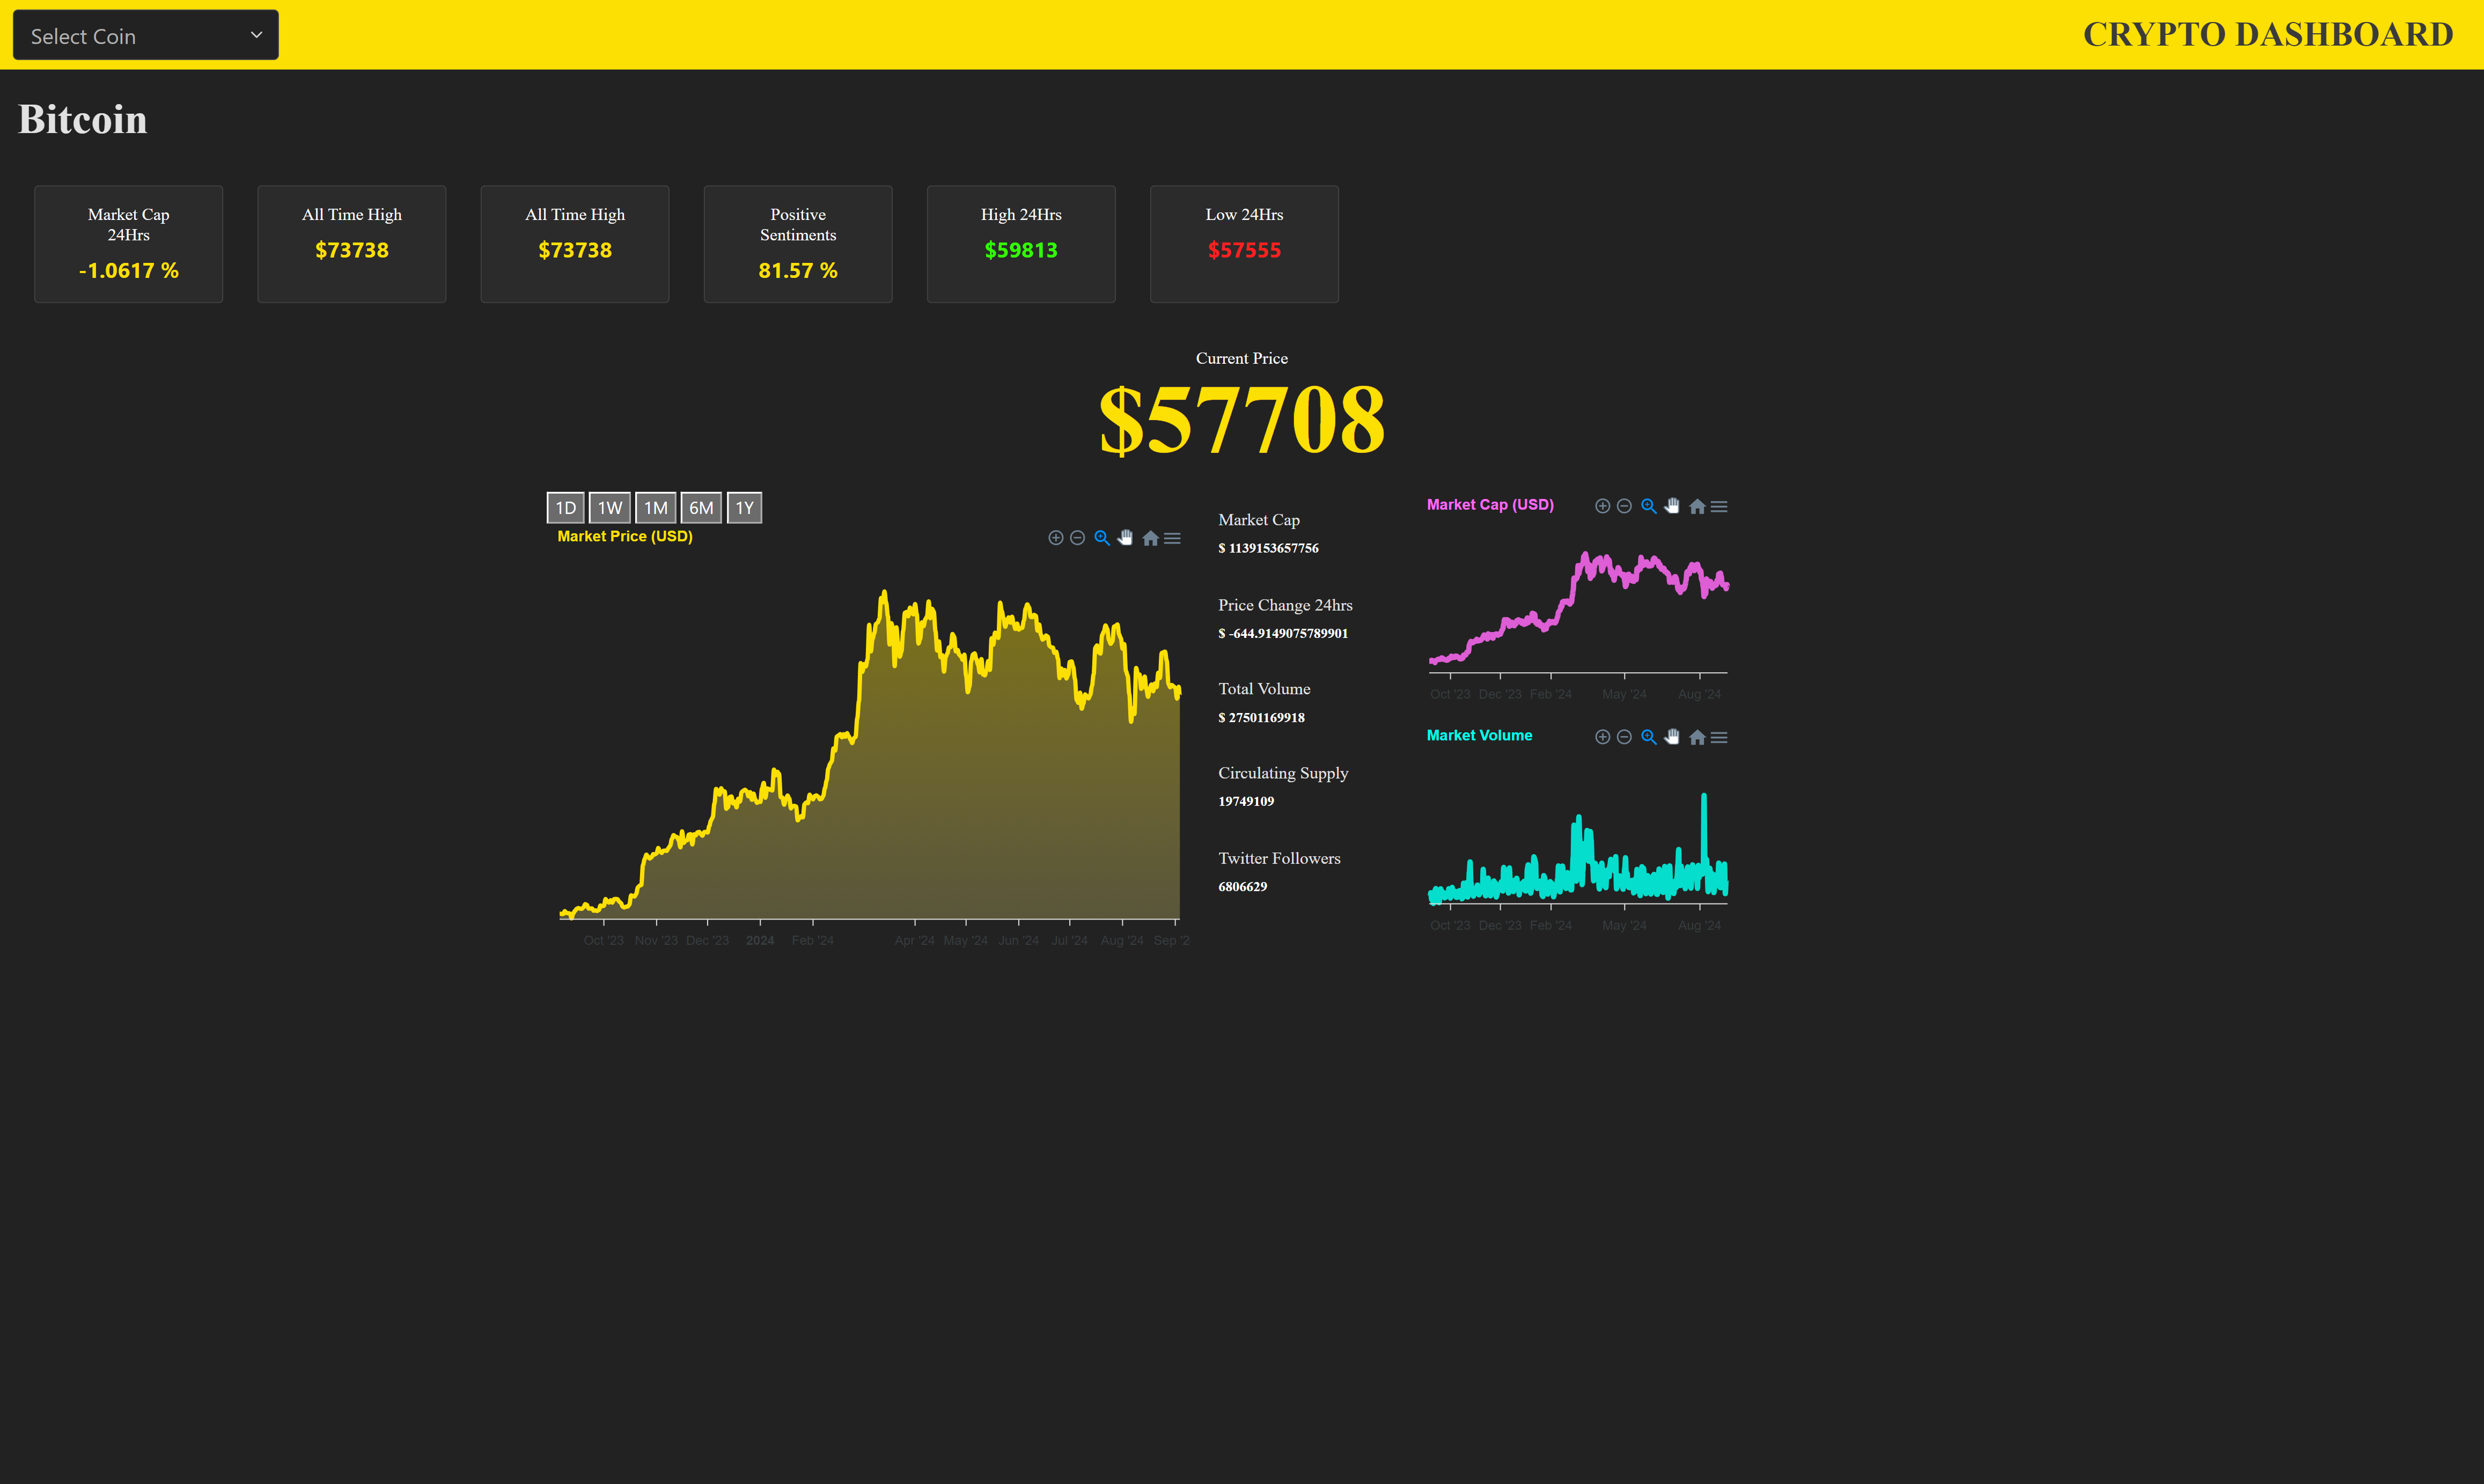 Select Coin
CRYPTO DASHBOARD
Bitcoin
Market Cap
24Hrs
-1.0617 %
All Time High
$73738
All Time High
$73738
Positive
Sentiments
81.57 %
High 24Hrs
$59813
Low 24Hrs
$57555
Current Price
$57708
1D 1W 1M 6M 1Y
Market Price (USD)
Oct '23 Nov '23 Dec '23 2024 Feb '24 Apr '24 May '24 Jun '24 Jul '24 Aug '24 Sep '2
Market Cap
$ 1139153657756
Price Change 24hrs
$ -644.9149075789901
Total Volume
$ 27501169918
Circulating Supply
19749109
Twitter Followers
6806629
Market Cap (USD)
Oct '23 Dec '23 Feb '24 May '24 Aug '24
Market Volume
Oct '23 Dec '23 Feb '24 May '24 Aug '24